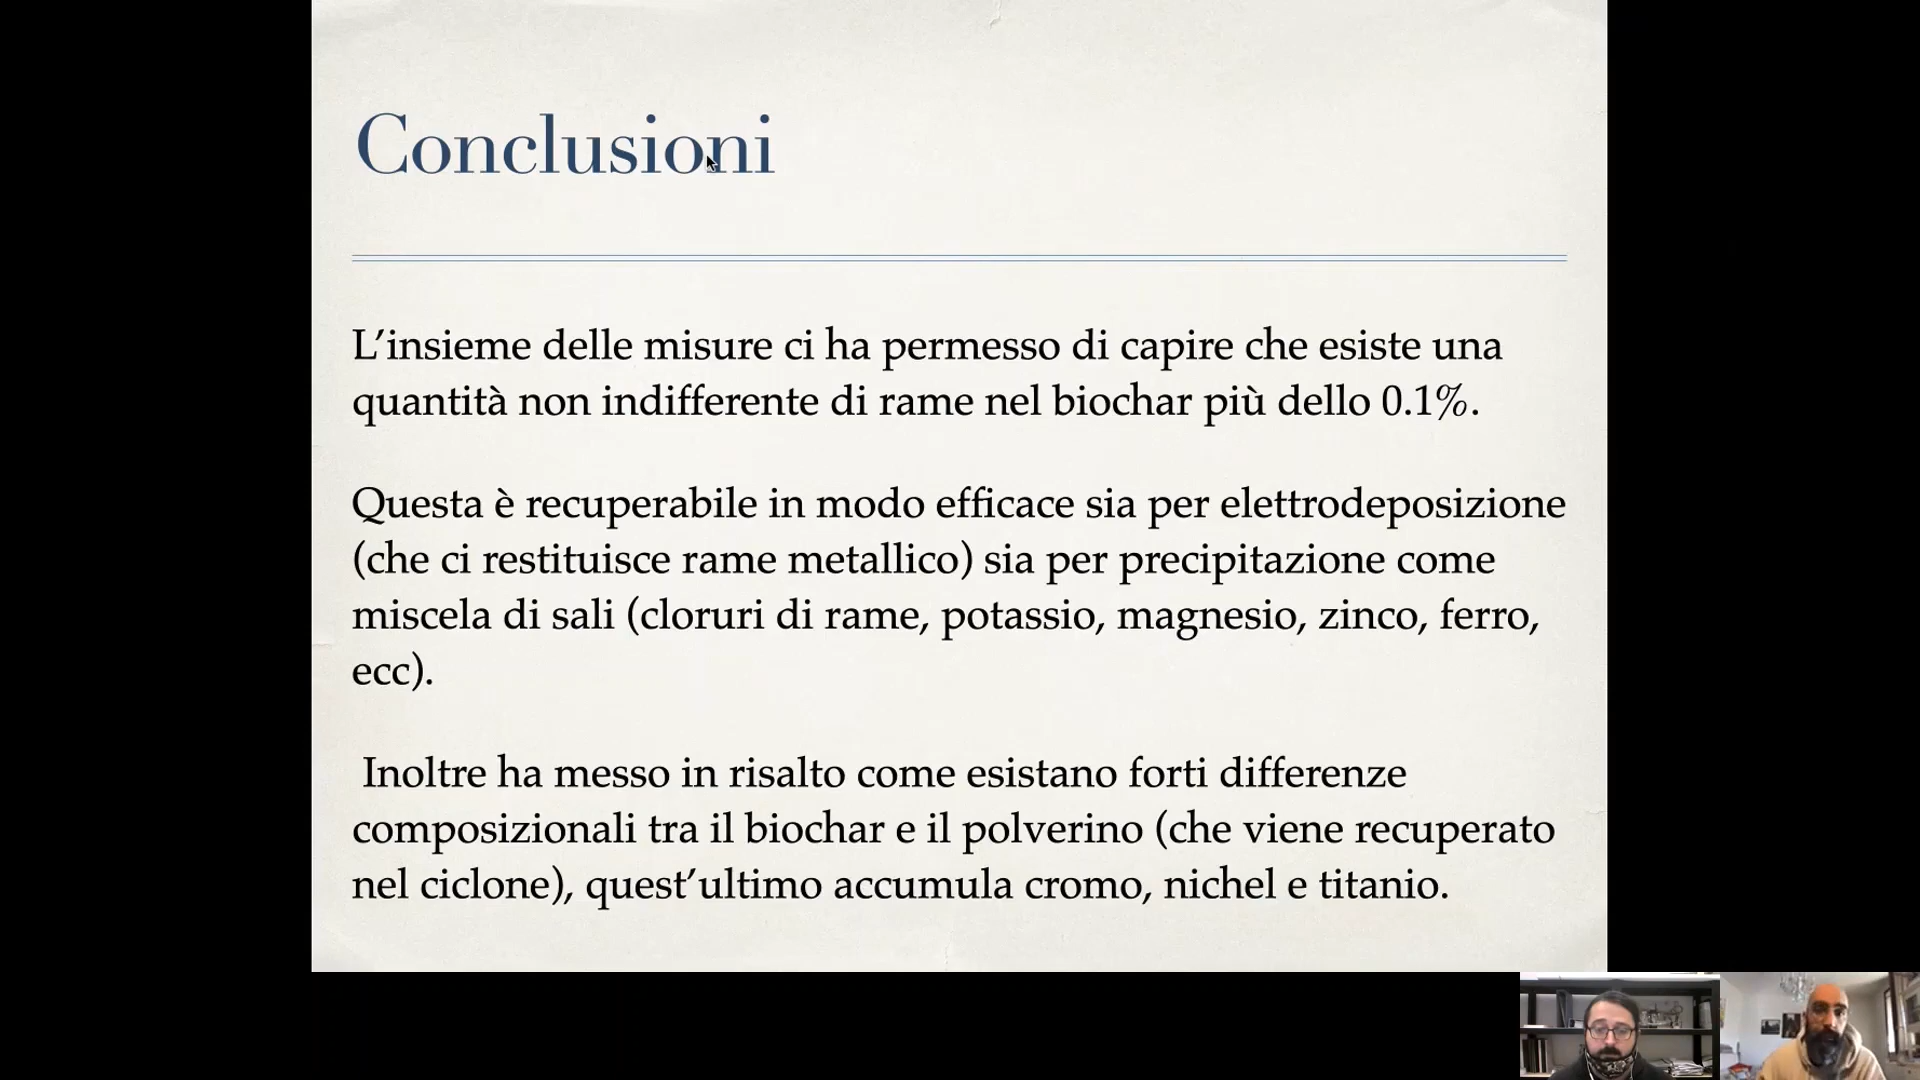 Conclusioni
L’insieme delle misure ci ha permesso di capire che esiste una
quantità non indifferente di rame nel biochar più dello 0.1%.
Questa è recuperabile in modo efficace sia per elettrodeposizione
(che ci restituisce rame metallico) sia per precipitazione come
miscela di sali (cloruri di rame, potassio, magnesio, zinco, ferro,
ecc).
Inoltre ha messo in risalto come esistano forti differenze
composizionali tra il biochar e il polverino (che viene recuperato
nel ciclone), quest’ultimo accumula cromo, nichel e titanio.